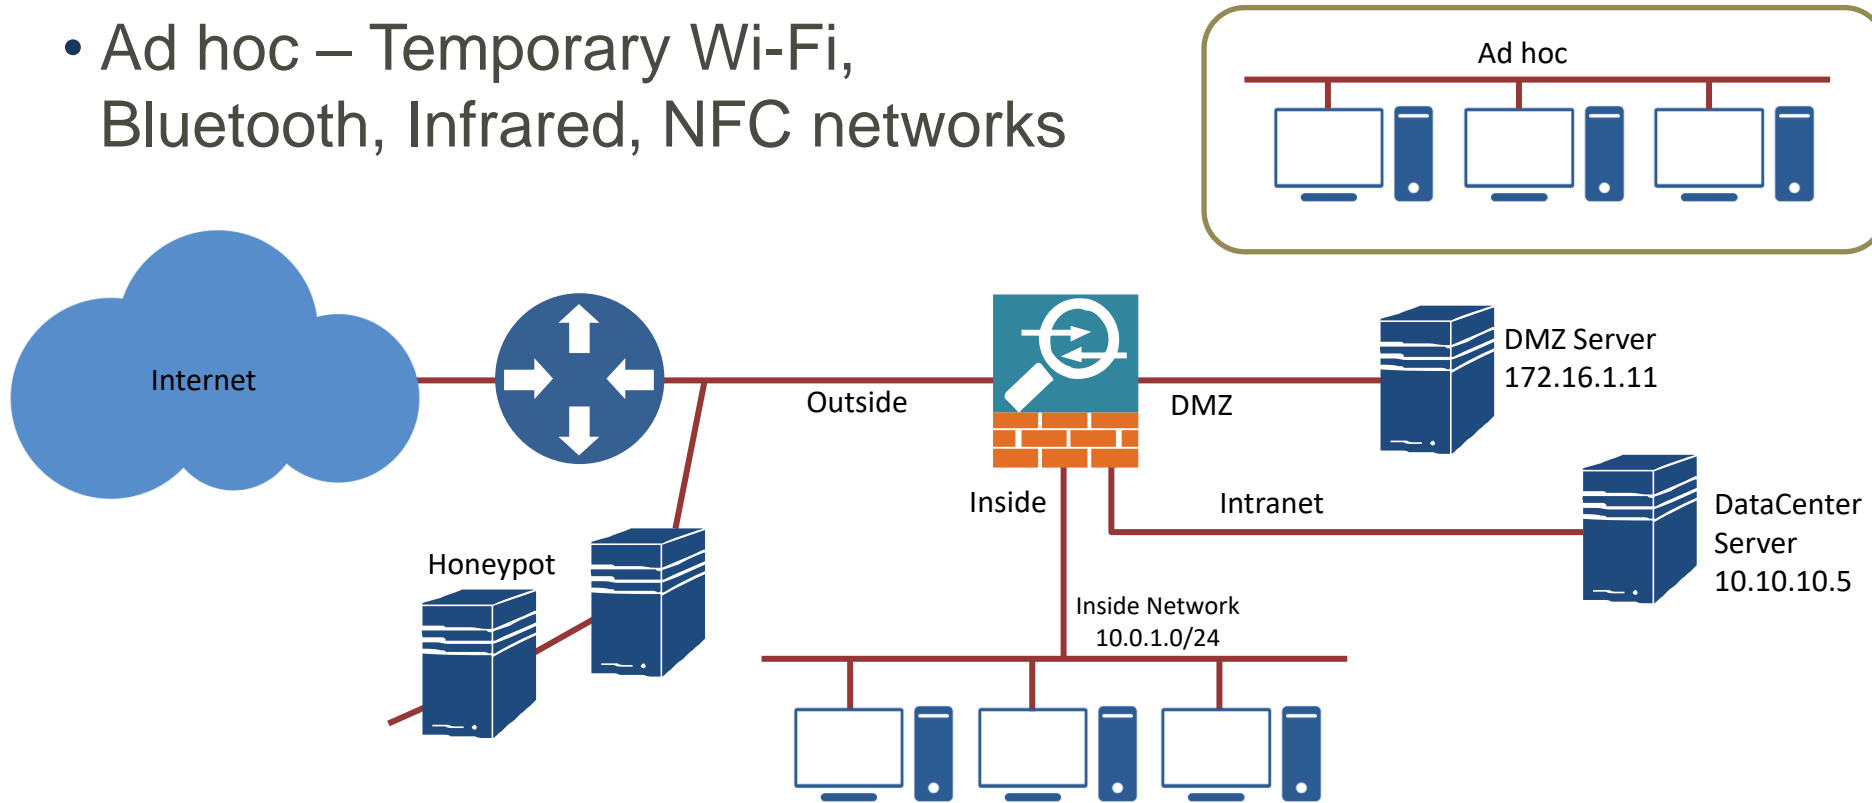 • Ad hoc – Temporary Wi-Fi,
Bluetooth, Infrared, NFC networks
Ad hoc
Internet
Outside
DMZ
DMZ Server
172.16.1.11
Inside
Intranet
DataCenter
Server
10.10.10.5
Honeypot
Inside Network
10.0.1.0/24